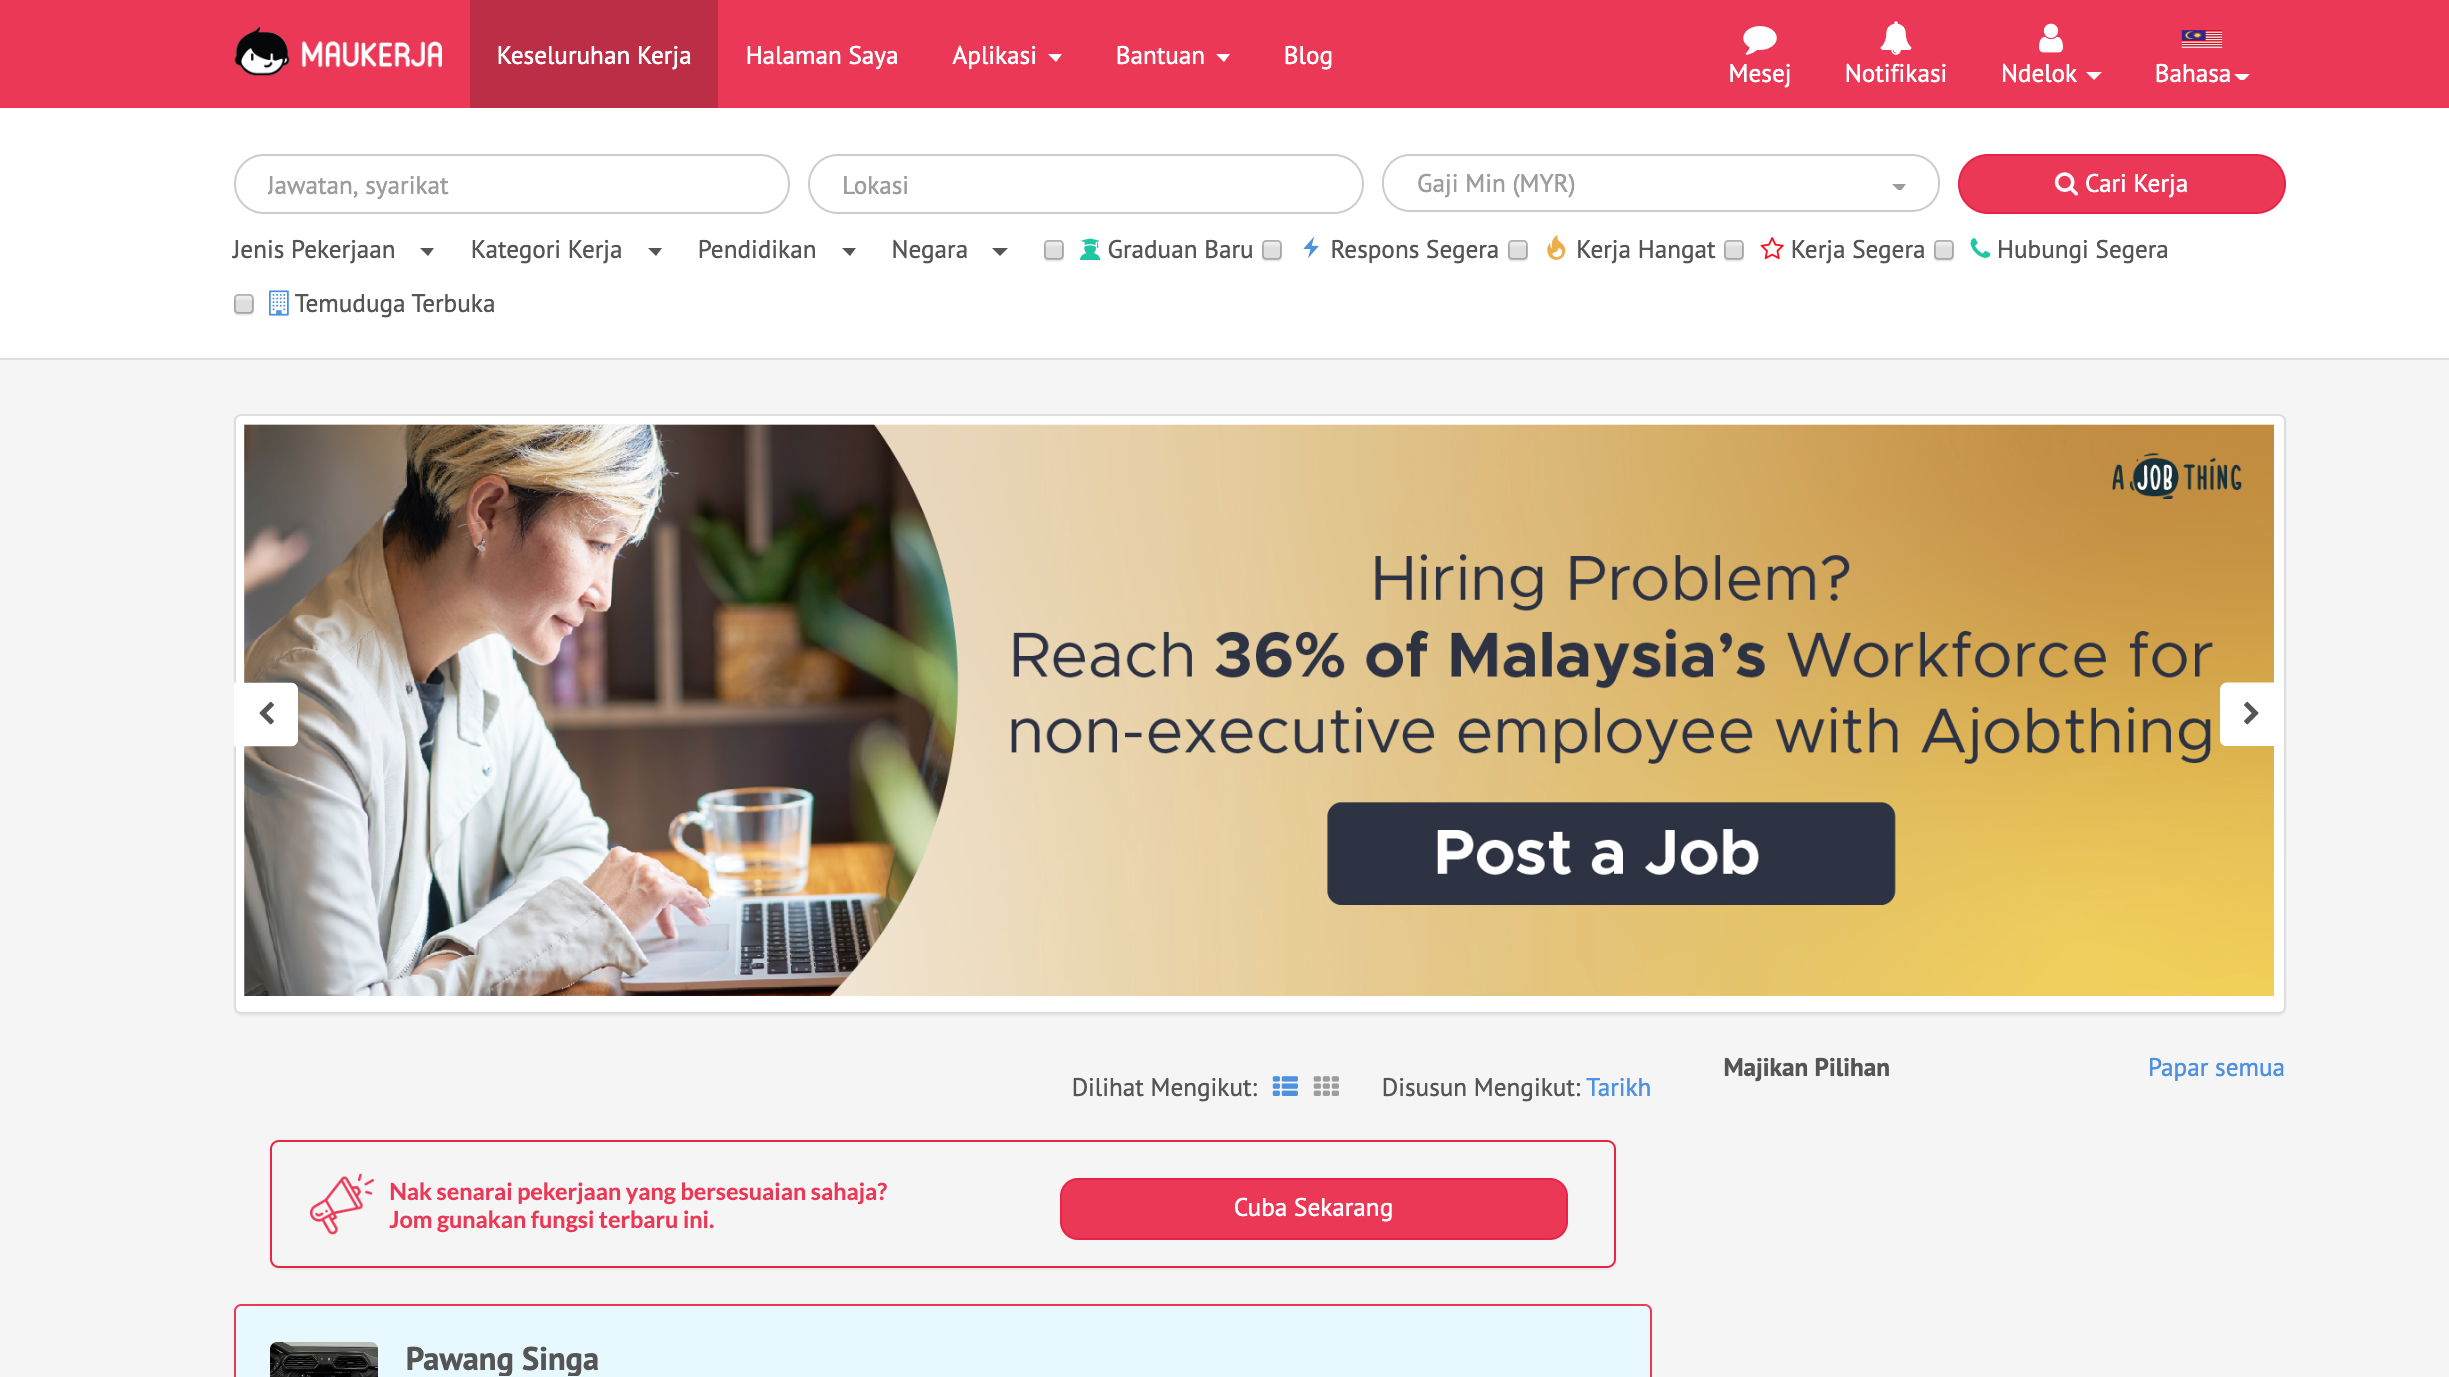 MAUKERJA
Keseluruhan Kerja
Halaman Saya
Aplikasi
Bantuan
Blog
Mesej
Notifikasi
Ndelok
Bahasa
Jawatan, syarikat
Lokasi
Gaji Min (MYR)
Cari Kerja
Jenis Pekerjaan
Kategori Kerja
Pendidikan
Negara
Graduan Baru
Respons Segera
Kerja Hangat
Kerja Segera
Hubungi Segera
Temuduga Terbuka
A JOB THING
Hiring Problem?
Reach 36% of Malaysia's Workforce for
non-executive employee with Ajobthing
Post a Job
Dilihat Mengikut:
Disusun Mengikut: Tarikh
Majikan Pilihan
Papar semua
Nak senarai pekerjaan yang bersesuaian sahaja?
Jom gunakan fungsi terbaru ini.
Cuba Sekarang
Pawang Singa